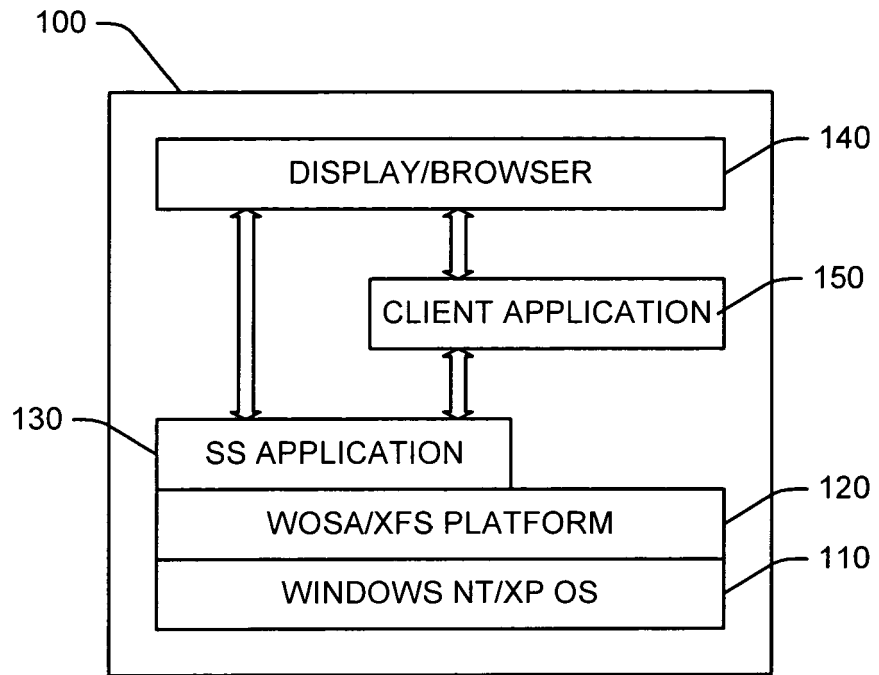 100
140
DISPLAY/BROWSER
150
CLIENT APPLICATION
130
SS APPLICATION
120
WOSA/XFS PLATFORM
110
WINDOWS NT/XP OS